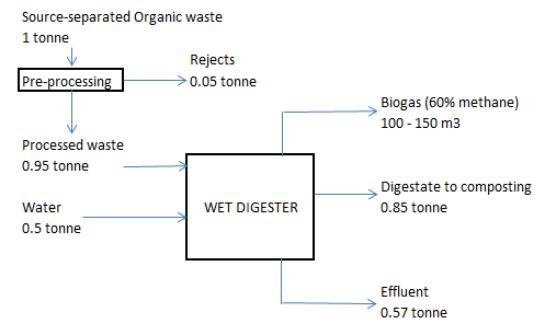 Source-separated Organic waste
1 tonne
Rejects
Pre-processing
0.05 tonne
Biogas (60% methane)
100 - 150 m3
Processed waste
0.95 tonne
Digestate to composting
Water
WET DIGESTER
0.85 tonne
0.5 tonne
Effluent
0.57 tonne